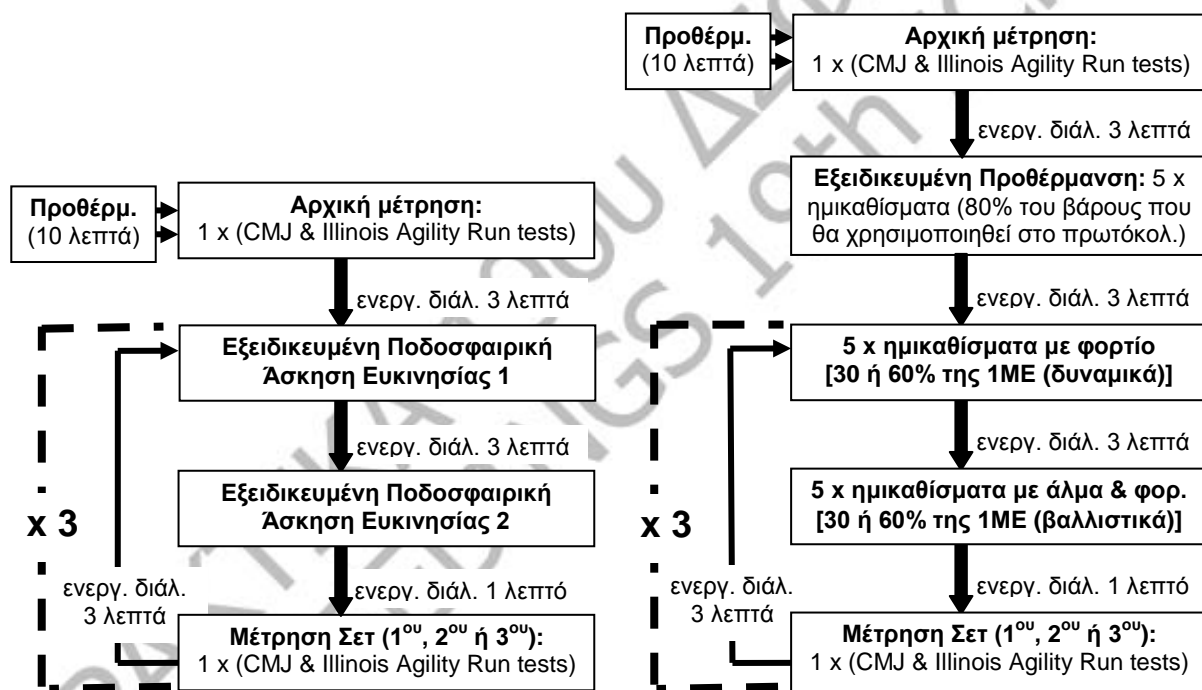 Προθέρμ.
(10 λεπτά)
Αρχική μέτρηση:
1 x (CMJ & Illinois Agility Run tests)
ενεργ. διάλ. 3 λεπτά
Εξειδικευμένη Ποδοσφαιρική
Άσκηση Ευκινησίας 1
ενεργ. διάλ. 3 λεπτά
Εξειδικευμένη Ποδοσφαιρική
Άσκηση Ευκινησίας 2
x 3
ενεργ. διάλ.
3 λεπτά
ενεργ. διάλ. 1 λεπτό
Μέτρηση Σετ (1ου, 2ου ή 3ου):
1 x (CMJ & Illinois Agility Run tests)
Προθέρμ.
(10 λεπτά)
Αρχική μέτρηση:
1 x (CMJ & Illinois Agility Run tests)
ενεργ. διάλ. 3 λεπτά
Εξειδικευμένη Προθέρμανση: 5 x
ημικαθίσματα (80% του βάρους που
θα χρησιμοποιηθεί στο πρωτόκολ.)
ενεργ. διάλ. 3 λεπτά
5 x ημικαθίσματα με φορτίο
[30 ή 60% της 1ΜΕ (δυναμικά)]
ενεργ. διάλ. 3 λεπτά
5 x ημικαθίσματα με άλμα & φορ.
[30 ή 60% της 1ΜΕ (βαλλιστικά)]
x 3
ενεργ. διάλ.
3 λεπτά
ενεργ. διάλ. 1 λεπτό
Μέτρηση Σετ (1ου, 2ου ή 3ου):
1 x (CMJ & Illinois Agility Run tests)
19th